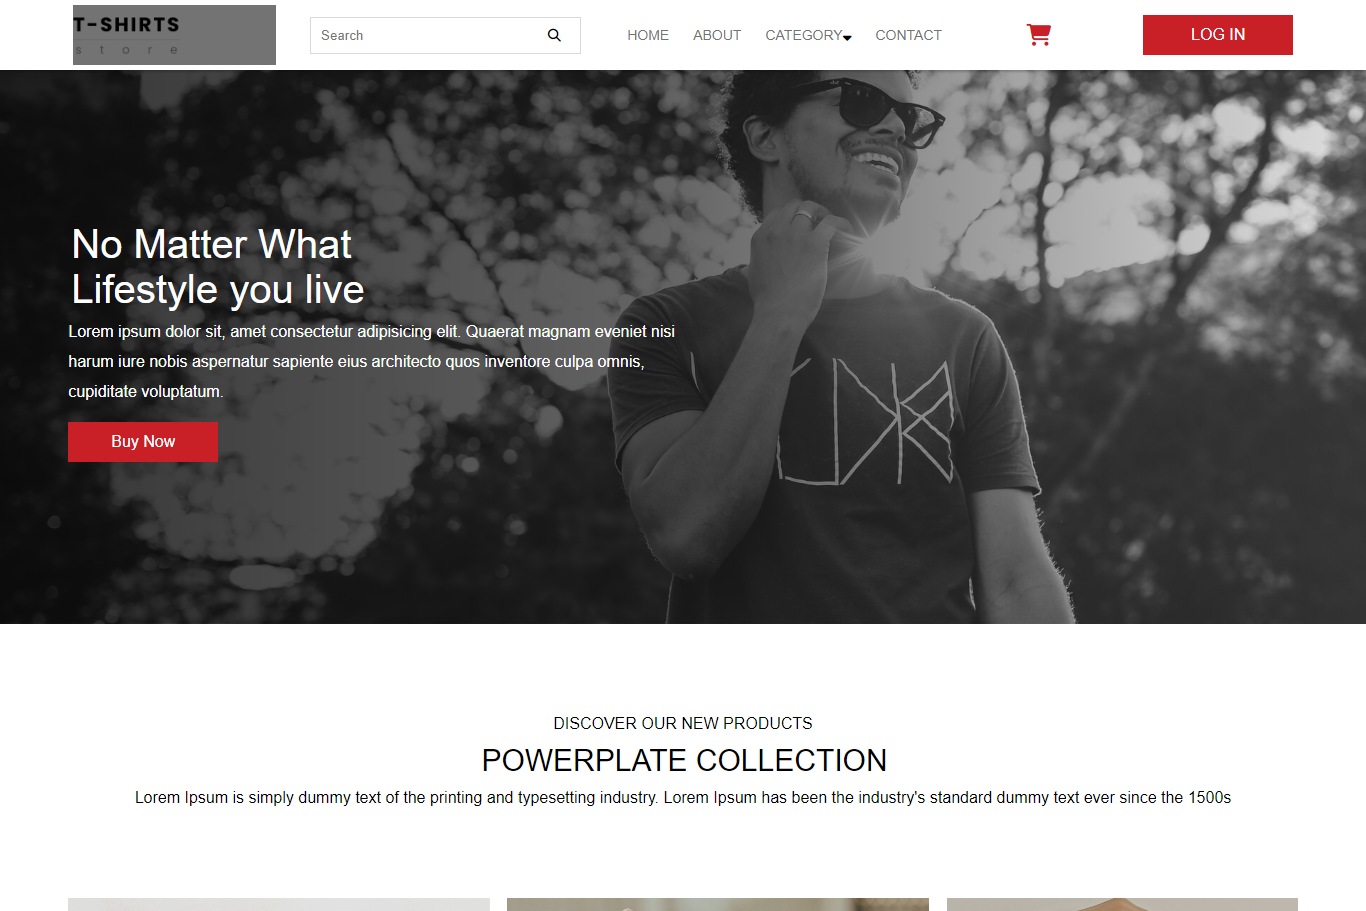 T-SHIRTS
store
Search
HOME
ABOUT
CATEGORY
CONTACT
LOG IN
No Matter What
Lifestyle you live
Lorem ipsum dolor sit, amet consectetur adipisicing elit. Quaerat magnam eveniet nisi
harum iure nobis aspernatur sapiente eius architecto quos inventore culpa omnis,
cupiditate voluptatum.
Buy Now
DISCOVER OUR NEW PRODUCTS
POWERPLATE COLLECTION
Lorem Ipsum is simply dummy text of the printing and typesetting industry. Lorem Ipsum has been the industry's standard dummy text ever since the 1500s